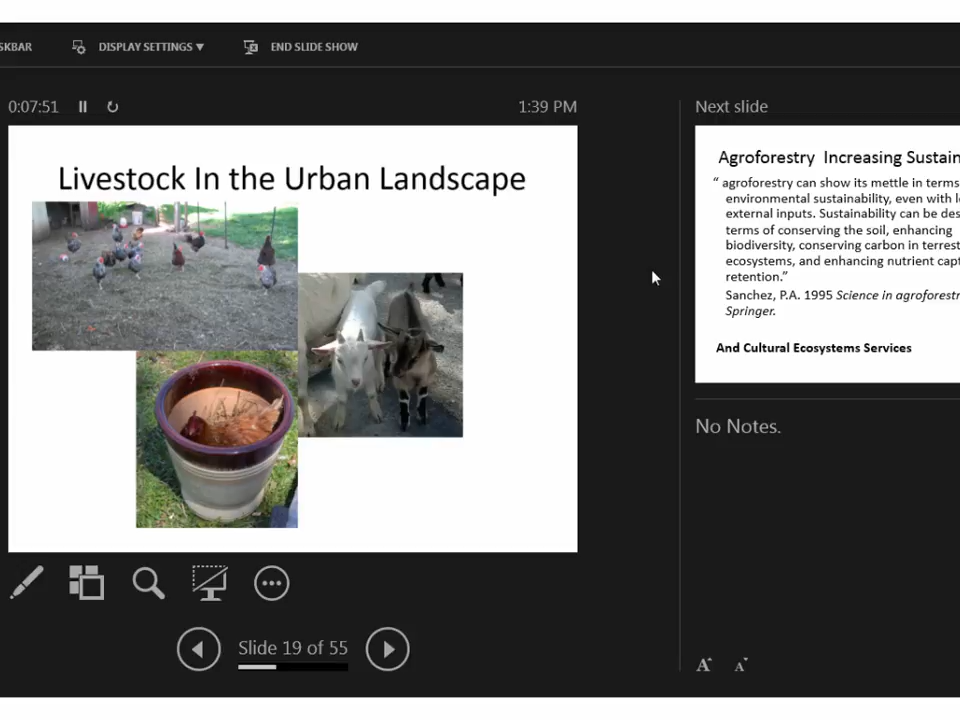 SKBAR
DISPLAY SETTINGS ▼
END SLIDE SHOW
0:07:51
1:39 PM
Next slide
Livestock In the Urban Landscape
Agroforestry Increasing Sustain
“ agroforestry can show its mettle in terms
environmental sustainability, even with l
external inputs. Sustainability can be des
terms of conserving the soil, enhancing
biodiversity, conserving carbon in terrest
ecosystems, and enhancing nutrient capt
retention.”
Sanchez, P.A. 1995 Science in agroforestr
Springer.
And Cultural Ecosystems Services
No Notes.
Slide 19 of 55
A A